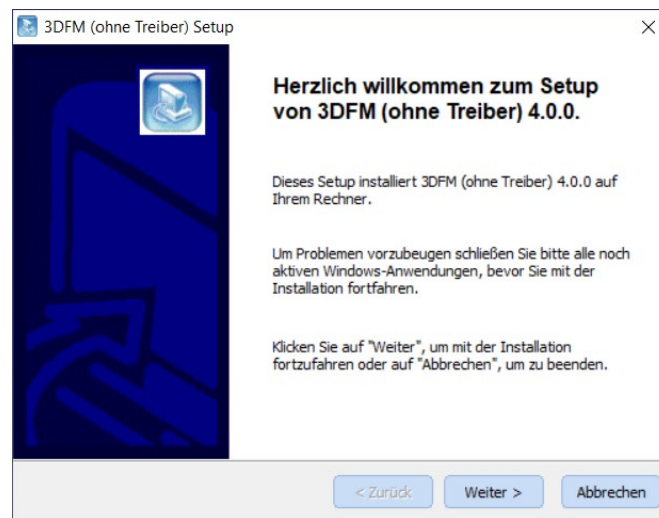 3DFM (ohne Treiber) Setup
Herzlich willkommen zum Setup
von 3DFM (ohne Treiber) 4.0.0.
Dieses Setup installiert 3DFM (ohne Treiber) 4.0.0 auf
Ihrem Rechner.
Um Problemen vorzubeugen schließen Sie bitte alle noch
aktiven Windows-Anwendungen, bevor Sie mit der
Installation fortfahren.
Klicken Sie auf "Weiter", um mit der Installation
fortzufahren oder auf "Abbrechen", um zu beenden.
< Zurück Weiter > Abbrechen